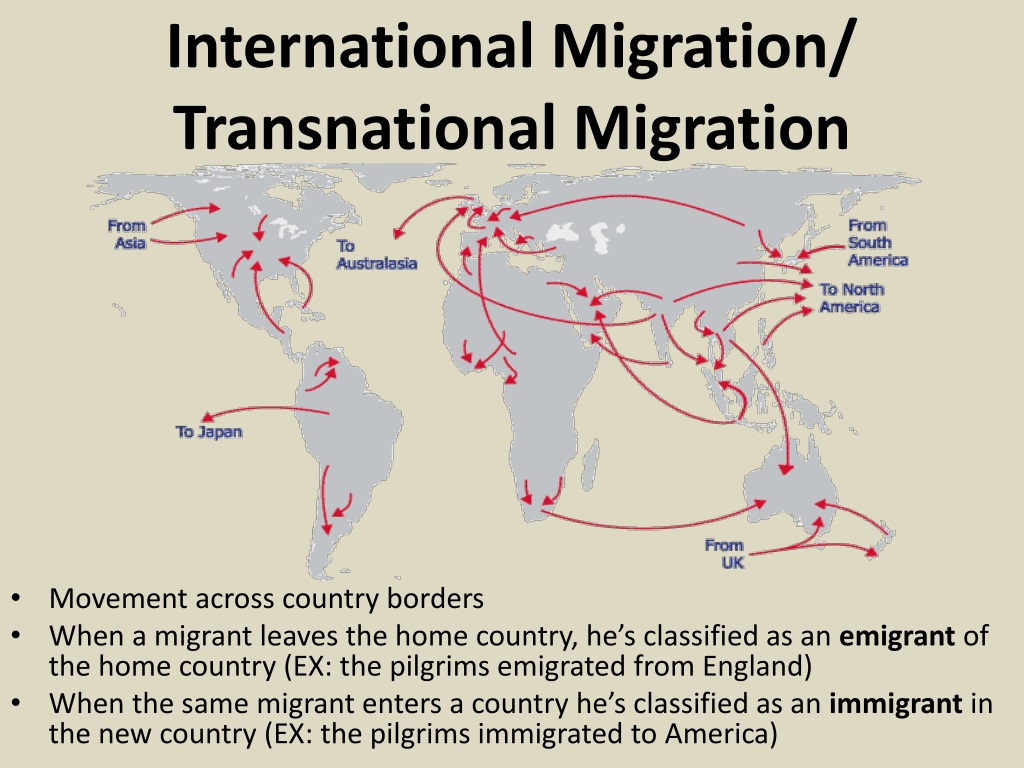 International Migration/
Transnational Migration
From
Asia
To
Australasia
From
South
America
To North
America
To Japan
From
UK
• Movement across country borders
• When a migrant leaves the home country, he’s classified as an emigrant of
the home country (EX: the pilgrims emigrated from England)
• When the same migrant enters a country he’s classified as an immigrant in
the new country (EX: the pilgrims immigrated to America)